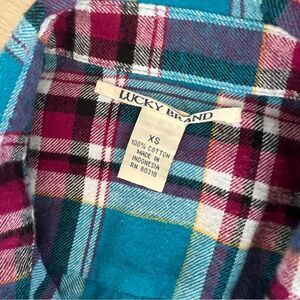 LUCKY BRAND
XS
100% COTTON
MADE IN
INDONESIA
RN 80318